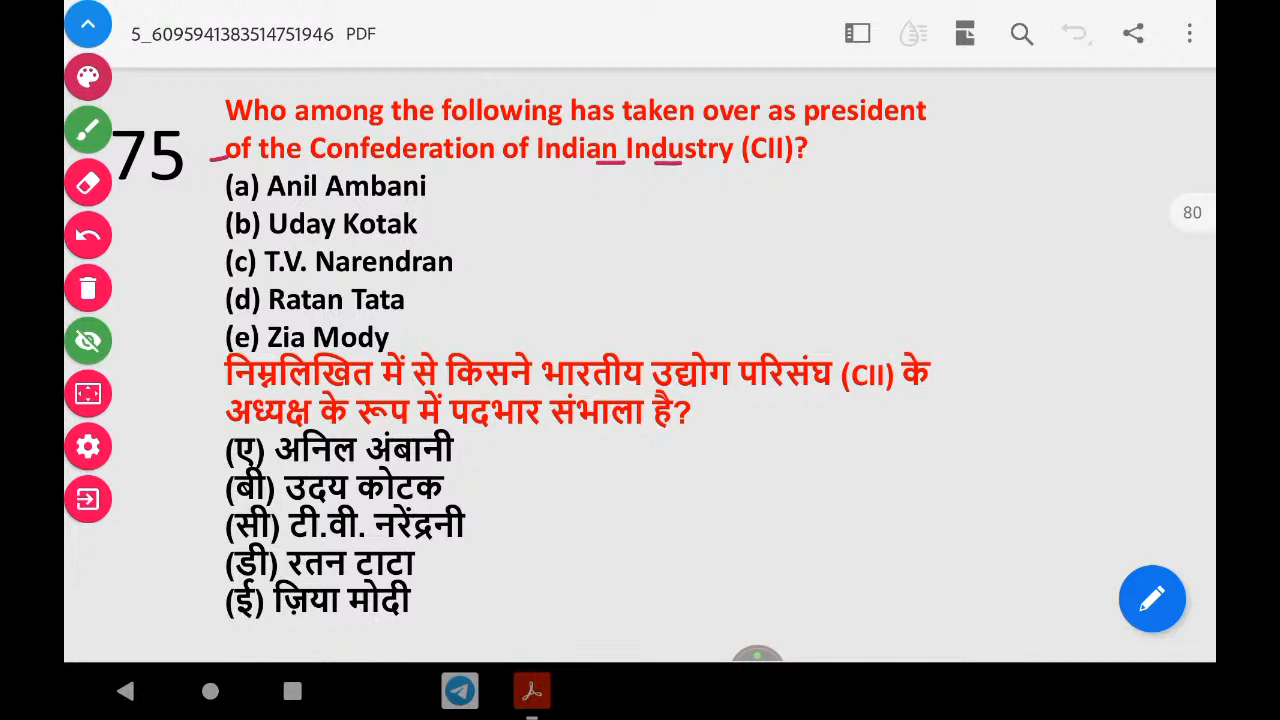 5_6095941383514751946 PDF
75
Who among the following has taken over as president
of the Confederation of Indian Industry (CII)?
(a) Anil Ambani
(b) Uday Kotak
(c) T.V. Narendran
(d) Ratan Tata
(e) Zia Mody
80
निम्नलिखित में से किसने भारतीय उद्योग परिसंघ (CII) के
अध्यक्ष के रूप में पदभार संभाला है?
(ए) अनिल अंबानी
(बी) उदय कोटक
(सी) टी.वी. नरेंद्रनी
(डी) रतन टाटा
(ई) ज़िया मोदी